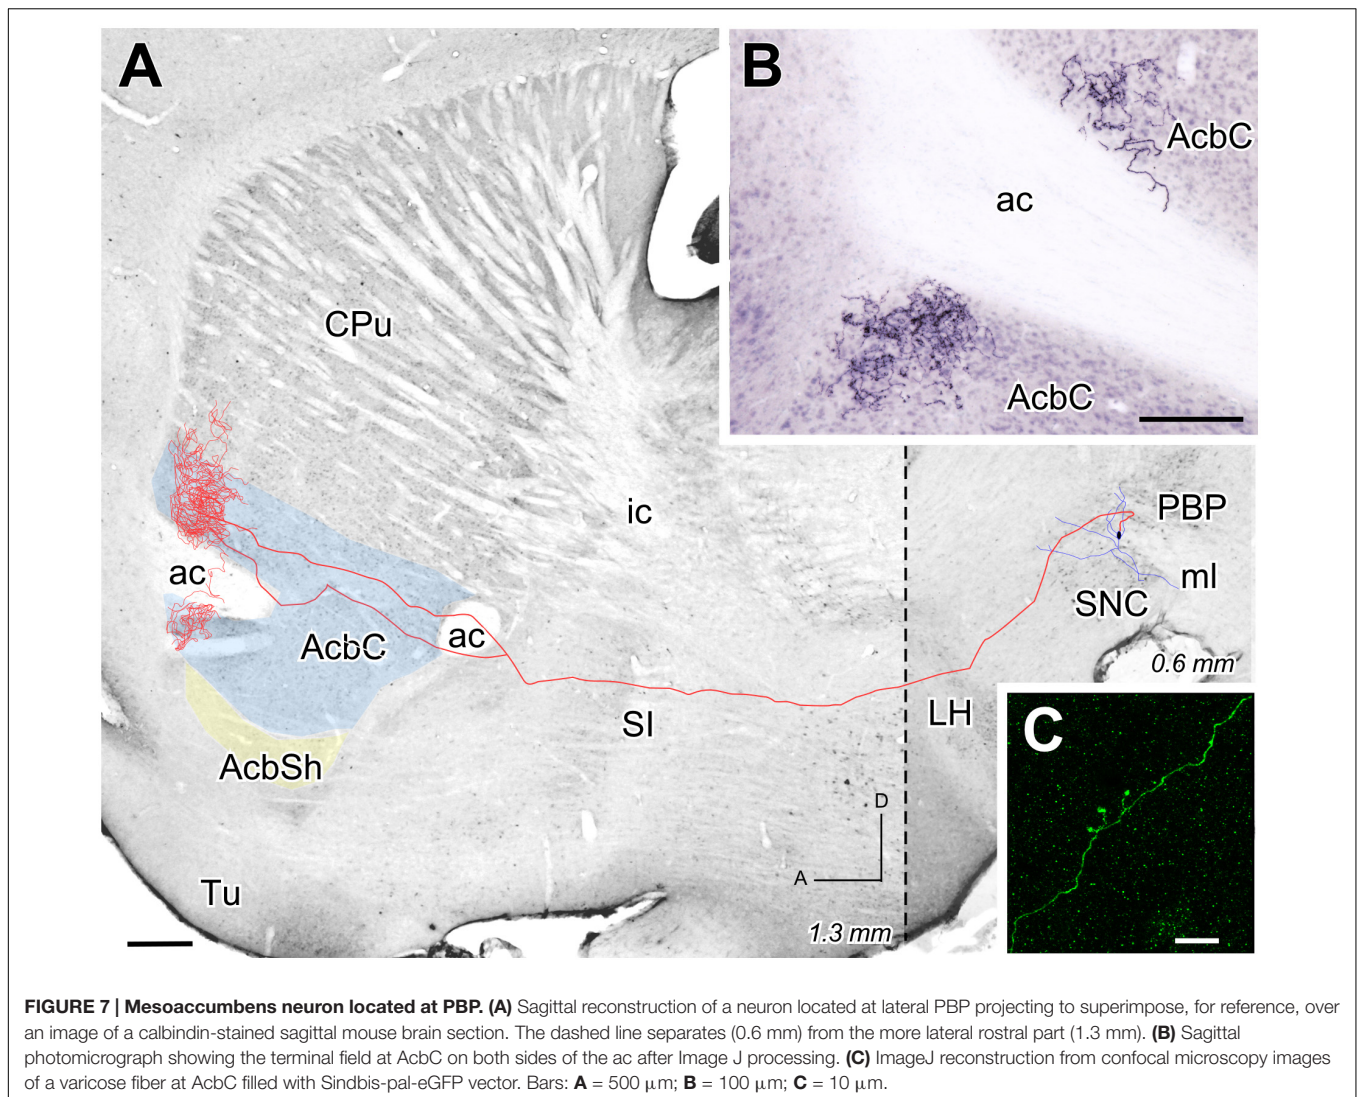 A
B
AcbC
ac
AcbC
CPu
ic
PBP
ml
SNC
0.6 mm
ac
AcbC
ac
SI
LH
C
AcbSh
D
A
Tu
1.3 mm
FIGURE 7 | Mesoaccumbens neuron located at PBP. (A) Sagittal reconstruction of a neuron located at lateral PBP projecting to superimpose, for reference, over
an image of a calbindin-stained sagittal mouse brain section. The dashed line separates (0.6 mm) from the more lateral rostral part (1.3 mm). (B) Sagittal
photomicrograph showing the terminal field at AcbC on both sides of the ac after Image J processing. (C) ImageJ reconstruction from confocal microscopy images
of a varicose fiber at AcbC filled with Sindbis-pal-eGFP vector. Bars: A = 500 μm; B = 100 μm; C = 10 μm.